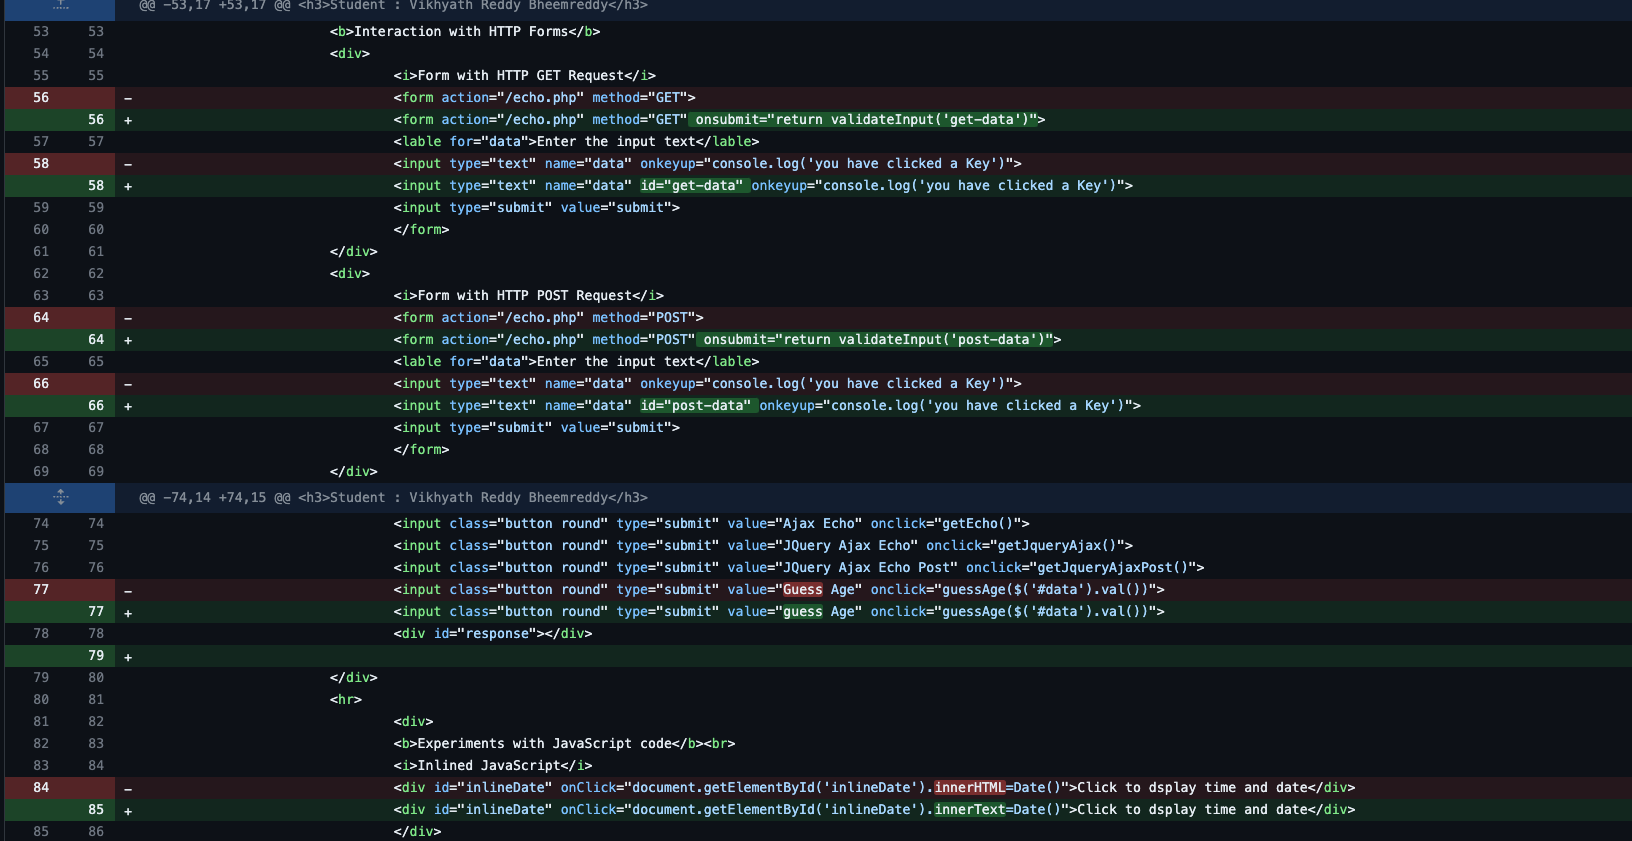 @@ -53,17 +53,17 @@ <h3>Student : Vikhyath Reddy Bheemreddy</h3>
53 53 <b>Interaction with HTTP Forms</b>
54 54 <div>
55 55 <i>Form with HTTP GET Request</i>
56 - <form action="/echo.php" method="GET">
56 + <form action="/echo.php" method="GET" onsubmit="return validateInput('get-data')">
57 57 <lable for="data">Enter the input text</lable>
58 - <input type="text" name="data" onkeyup="console.log('you have clicked a Key')">
58 + <input type="text" name="data" id="get-data" onkeyup="console.log('you have clicked a Key')">
59 59 <input type="submit" value="submit">
60 60 </form>
61 61 </div>
62 62 <div>
63 63 <i>Form with HTTP POST Request</i>
64 - <form action="/echo.php" method="POST">
64 + <form action="/echo.php" method="POST" onsubmit="return validateInput('post-data')">
65 65 <lable for="data">Enter the input text</lable>
66 - <input type="text" name="data" onkeyup="console.log('you have clicked a Key')">
66 + <input type="text" name="data" id="post-data" onkeyup="console.log('you have clicked a Key')">
67 67 <input type="submit" value="submit">
68 68 </form>
69 69 </div>
@@ -74,14 +74,15 @@ <h3>Student : Vikhyath Reddy Bheemreddy</h3>
74 74 <input class="button round" type="submit" value="Ajax Echo" onclick="getEcho()">
75 75 <input class="button round" type="submit" value="JQuery Ajax Echo" onclick="getJqueryAjax()">
76 76 <input class="button round" type="submit" value="JQuery Ajax Echo Post" onclick="getJqueryAjaxPost()">
77 - <input class="button round" type="submit" value="Guess Age" onclick="guessAge($('#data').val())">
77 + <input class="button round" type="submit" value="guess Age" onclick="guessAge($('#data').val())">
78 78 <div id="response"></div>
79 +
79 80 </div>
80 81 <hr>
81 82 <div>
82 83 <b>Experiments with JavaScript code</b><br>
83 84 <i>Inlined JavaScript</i>
84 - <div id="inlineDate" onClick="document.getElementById('inlineDate').innerHTML=Date()">Click to dsplay time and date</div>
85 + <div id="inlineDate" onClick="document.getElementById('inlineDate').innerText=Date()">Click to dsplay time and date</div>
85 86 </div>